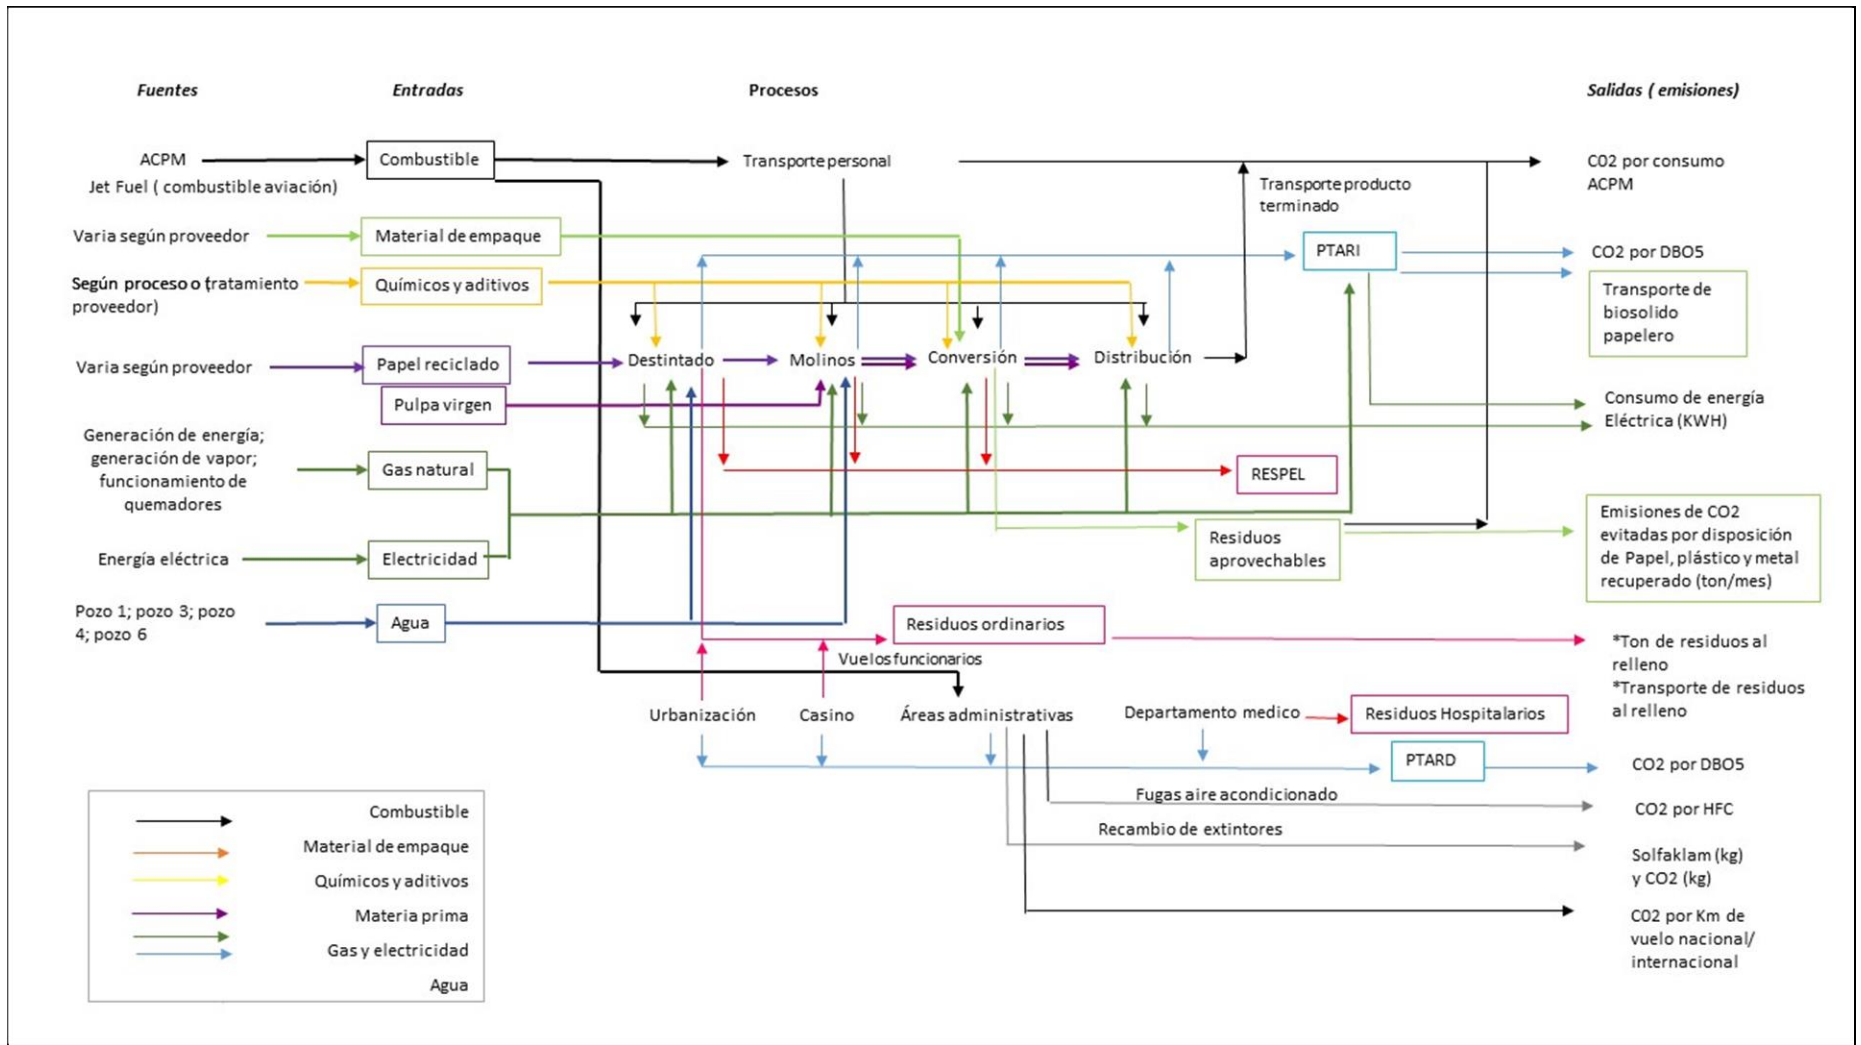 Fuentes
Entradas
Procesos
Salidas ( emisiones)
ACPM
Jet Fuel ( combustible aviación)
Combustible
Transporte personal
C02 por consumo
ACPM
Transporte producto
terminado
Varia según proveedor
Material de empaque
PTARI
CO2 por DBO5
Según proceso o (tratamiento
proveedor)
Químicos y aditivos
Transporte de
biosolido
papelero
Varia según proveedor
Papel reciclado
Destintado
Molinos
Conversión
Distribución
Pulpa virgen
Consumo de energía
Eléctrica (KWH)
Generación de energía;
generación de vapor;
funcionamiento de
quemadores
Gas natural
RESPEL
Energía eléctrica
Electricidad
Residuos
aprovechables
Emisiones de CO2
evitadas por disposición
de Papel, plástico y metal
recuperado (ton/mes)
Pozo 1; pozo 3; pozo
4; pozo 6
Agua
Residuos ordinarios
*Ton de residuos al
relleno
*Transporte de residuos
al relleno
Vuelos funcionarios
Urbanización
Casino
Áreas administrativas
Departamento medico
Residuos Hospitalarios
PTARD
CO2 por DBO5
Fugas aire acondicionado
CO2 por HFC
Recambio de extintores
Solfaklam (kg)
y CO2 (kg)
C02 por Km de
vuelo nacional/
internacional
Combustible
Material de empaque
Químicos y aditivos
Materia prima
Gas y electricidad
Agua